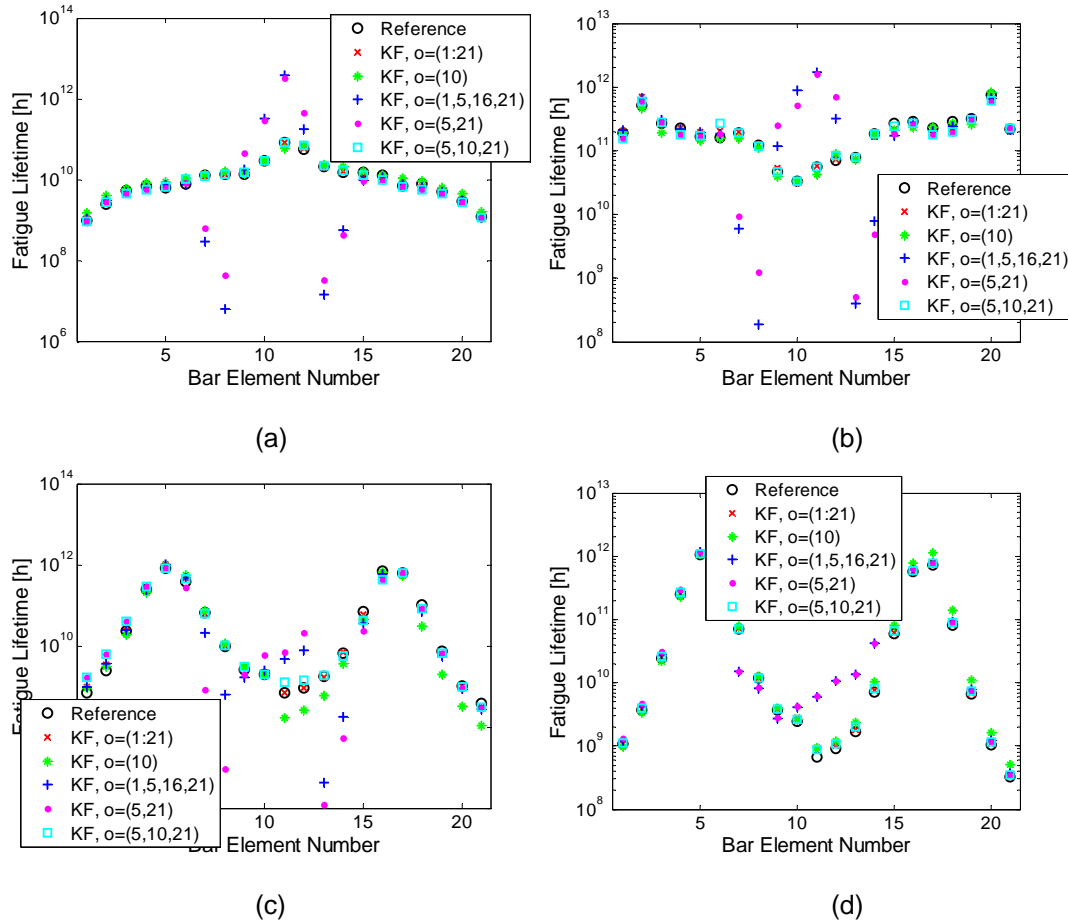 10^14
10^12
10^10
10^8
10^6
Fatigue Lifetime [h]
5 10 15 20
Bar Element Number
Reference
KF, o=(1:21)
KF, o=(10)
KF, o=(1,5,16,21)
KF, o=(5,21)
KF, o=(5,10,21)
(a)
10^13
10^12
10^11
10^10
10^9
10^8
Fatigue Lifetime [h]
5 10 15 20
Bar Element Number
Reference
KF, o=(1:21)
KF, o=(10)
KF, o=(1,5,16,21)
KF, o=(5,21)
KF, o=(5,10,21)
(b)
10^14
10^12
10^10
Fatigue Lifetime [h]
10 15 20
Bar Element Number
Reference
KF, o=(1:21)
KF, o=(10)
KF, o=(1,5,16,21)
KF, o=(5,21)
KF, o=(5,10,21)
(c)
10^13
10^12
10^11
10^10
10^9
10^8
Fatigue Lifetime [h]
5 10 15 20
Bar Element Number
Reference
KF, o=(1:21)
KF, o=(10)
KF, o=(1,5,16,21)
KF, o=(5,21)
KF, o=(5,10,21)
(d)